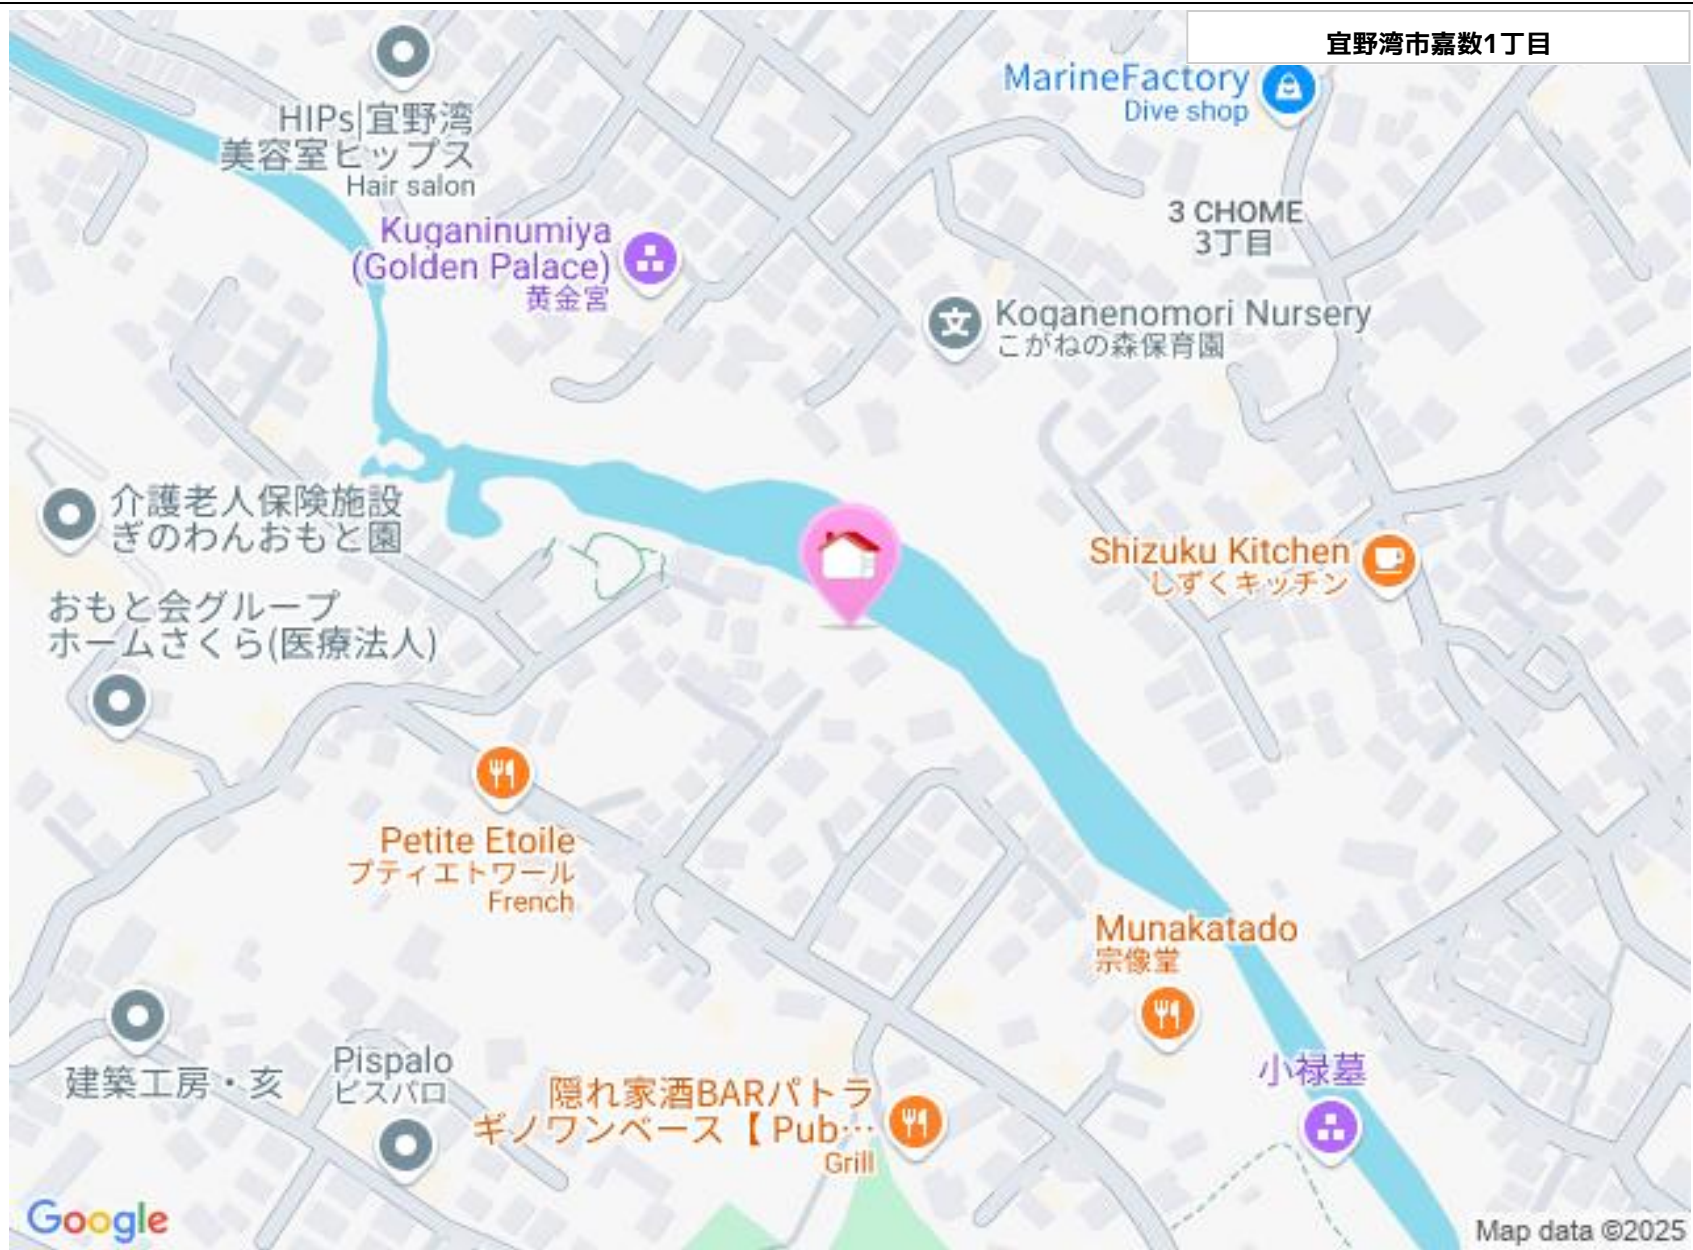 宜野湾市嘉数1丁目
MarineFactory
Dive shop
HIPs|宜野湾
美容室ヒップス
Hair salon
Kuganinumiya
(Golden Palace)
黄金宮
3 CHOME
3丁目
Koganenomori Nursery
こがねの森保育園
介護老人保険施設
ぎのわんおもと園
Shizuku Kitchen
しずくキッチン
おもと会グループ
ホームさくら(医療法人)
Petite Etoile
プティエトワール
French
Munakatado
宗像堂
建築工房・亥
Pispalo
ピスパロ
隠れ家酒BARパトラ
ギノワンベース【 Pub…
Grill
小禄墓
Google
Map data ©2025